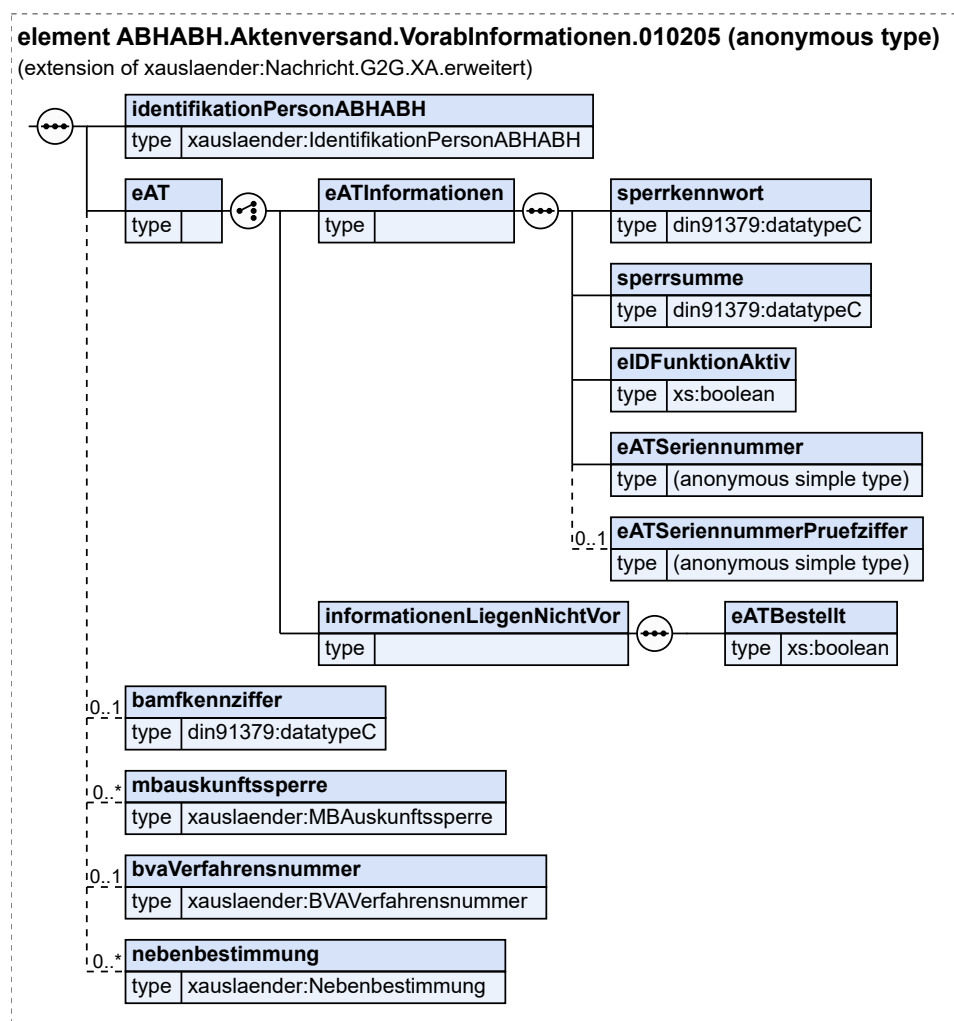 element ABHABH.Aktenversand.VorabInformationen.010205 (anonymous type)
(extension of xauslaender:Nachricht.G2G.XA.erweitert)
identifikationPersonABHABH
type xauslaender:IdentifikationPersonABHABH
eAT
type
eATInformationen
type
sperrkennwort
type din91379:datatypeC
sperrsumme
type din91379:datatypeC
eIDFunktionAktiv
type xs:boolean
eATSeriennummer
type (anonymous simple type)
0..1 eATSeriennummerPruefziffer
type (anonymous simple type)
informationenLiegenNichtVor
type
eATBestellt
type xs:boolean
0..1 bamfkennziffer
type din91379:datatypeC
0..* mbauskunftssperre
type xauslaender:MBAuskunftssperre
0..1 bvaVerfahrensnummer
type xauslaender:BVAVerfahrensnummer
0..* nebenbestimmung
type xauslaender:Nebenbestimmung